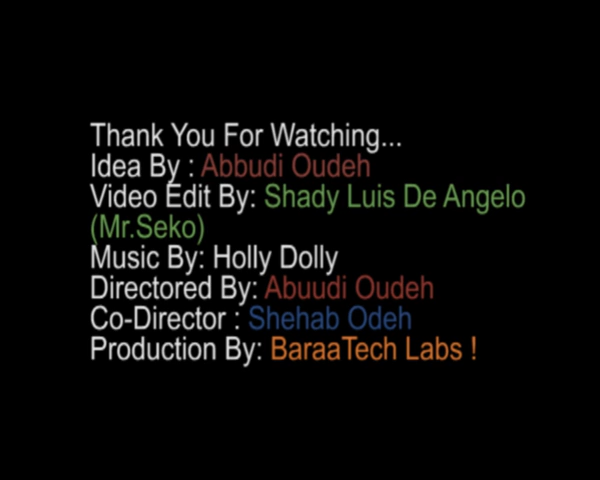 Thank You For Watching...
Idea By : Abbudi Oudeh
Video Edit By: Shady Luis De Angelo
(Mr.Seko)
Music By: Holly Dolly
Directored By: Abuudi Oudeh
Co-Director : Shehab Odeh
Production By: BaraaTech Labs !